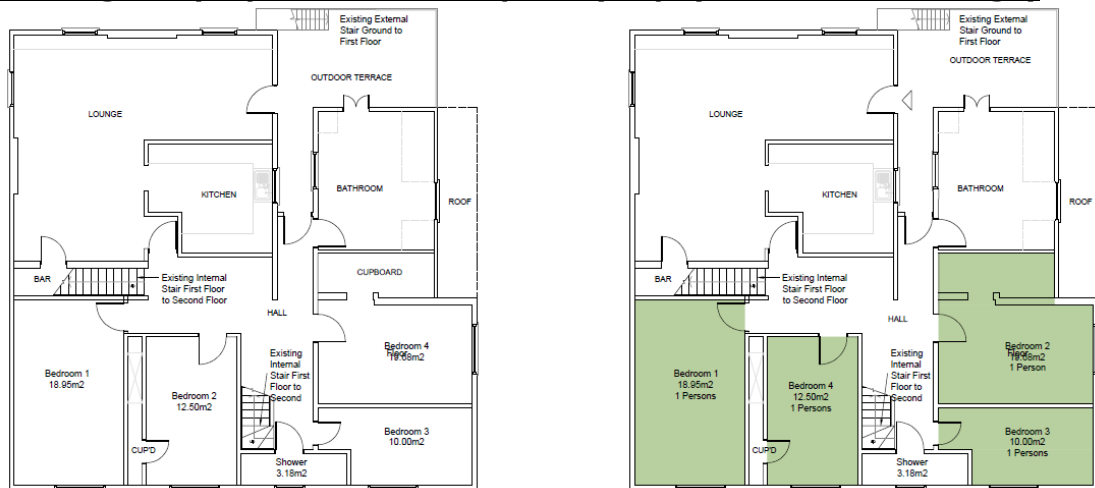 Existing External
Stair Ground to
First Floor
OUTDOOR TERRACE
LOUNGE
KITCHEN
BATHROOM
ROOF
BAR
Existing Internal
Stair First Floor
to Second Floor
CUPBOARD
HALL
Bedroom 1
18.95m2
Bedroom 2
12.50m2
Existing
Internal
Stair First
Floor to
Second
Bedroom 4
Floor
Bedroom 3
10.00m2
CUP'D
Shower
3.18m2
Existing External
Stair Ground to
First Floor
OUTDOOR TERRACE
LOUNGE
KITCHEN
BATHROOM
ROOF
BAR
Existing Internal
Stair First Floor
to Second Floor
HALL
Bedroom 1
18.95m2
1 Persons
Bedroom 4
12.50m2
1 Persons
Existing
Internal
Stair First
Floor to
Second
Bedroom 2
Floor
1 Person
Bedroom 3
10.00m2
1 Persons
CUP'D
Shower
3.18m2